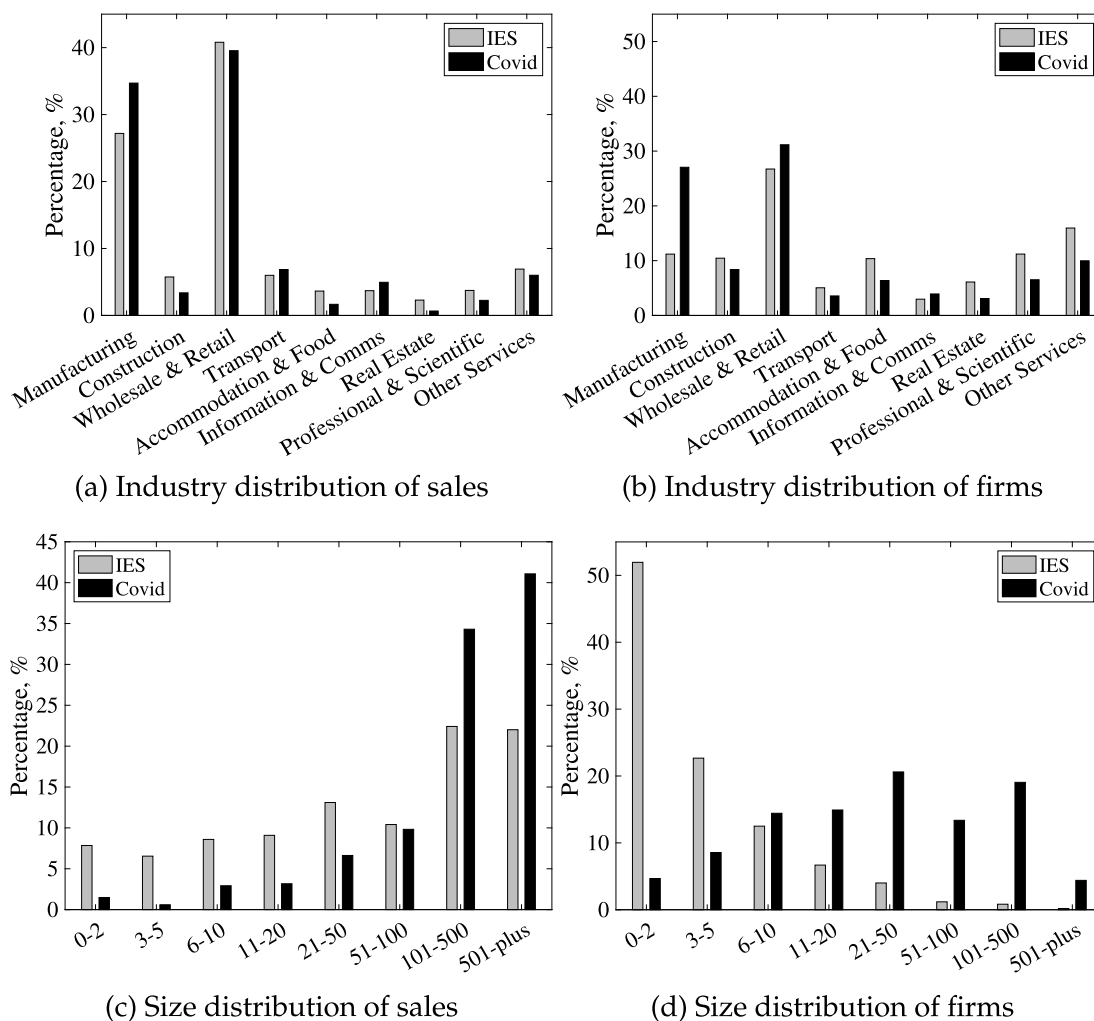 IES
Covid
Percentage, %
40
30
20
10
0
Manufacturing
Construction
Wholesale & Retail
Transport
Accommodation & Food
Information & Comms
Real Estate
Professional & Scientific
Other Services
(a) Industry distribution of sales
IES
Covid
Percentage, %
50
40
30
20
10
0
Manufacturing
Construction
Wholesale & Retail
Transport
Accommodation & Food
Information & Comms
Real Estate
Professional & Scientific
Other Services
(b) Industry distribution of firms
IES
Covid
Percentage, %
45
40
35
30
25
20
15
10
5
0
0-2
3-5
6-10
11-20
21-50
51-100
101-500
501-plus
(c) Size distribution of sales
IES
Covid
Percentage, %
50
40
30
20
10
0
0-2
3-5
6-10
11-20
21-50
51-100
101-500
501-plus
(d) Size distribution of firms